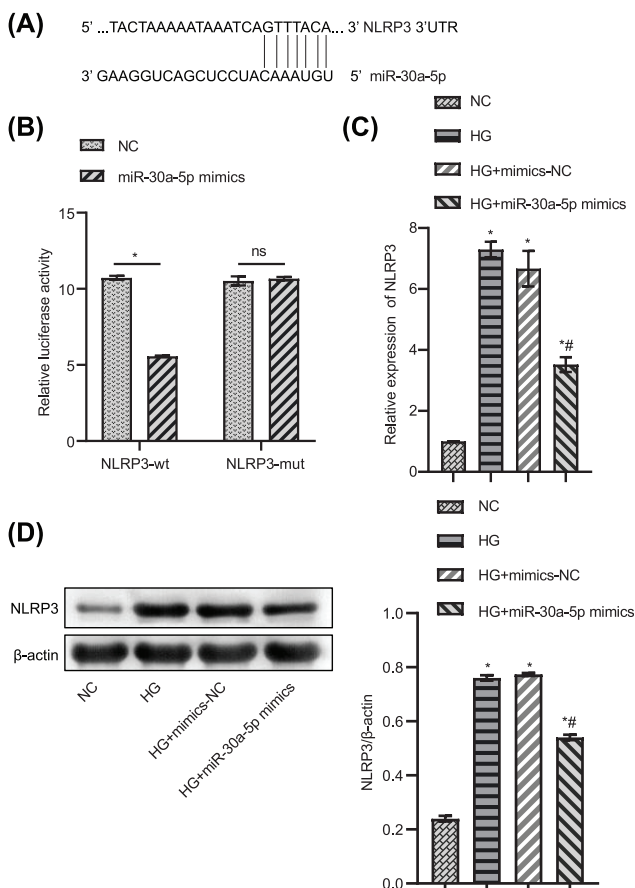 (A)
5' ...TACTAAAAATAAATCAGTTTACA... 3' NLRP3 3'UTR
3' GAAGGUCAGCUCCUACAAAUGU 5' miR-30a-5p
(B)
NC
miR-30a-5p mimics
Relative luciferase activity
15
10
5
0
*
ns
NLRP3-wt
NLRP3-mut
(C)
NC
HG
HG+mimics-NC
HG+miR-30a-5p mimics
Relative expression of NLRP3
8
6
4
2
0
*
*
*#
(D)
NLRP3
β-actin
NC
HG
HG+mimics-NC
HG+miR-30a-5p mimics
NC
HG
HG+mimics-NC
HG+miR-30a-5p mimics
NLRP3/β-actin
1.0
0.8
0.6
0.4
0.2
0.0
*
*
*#